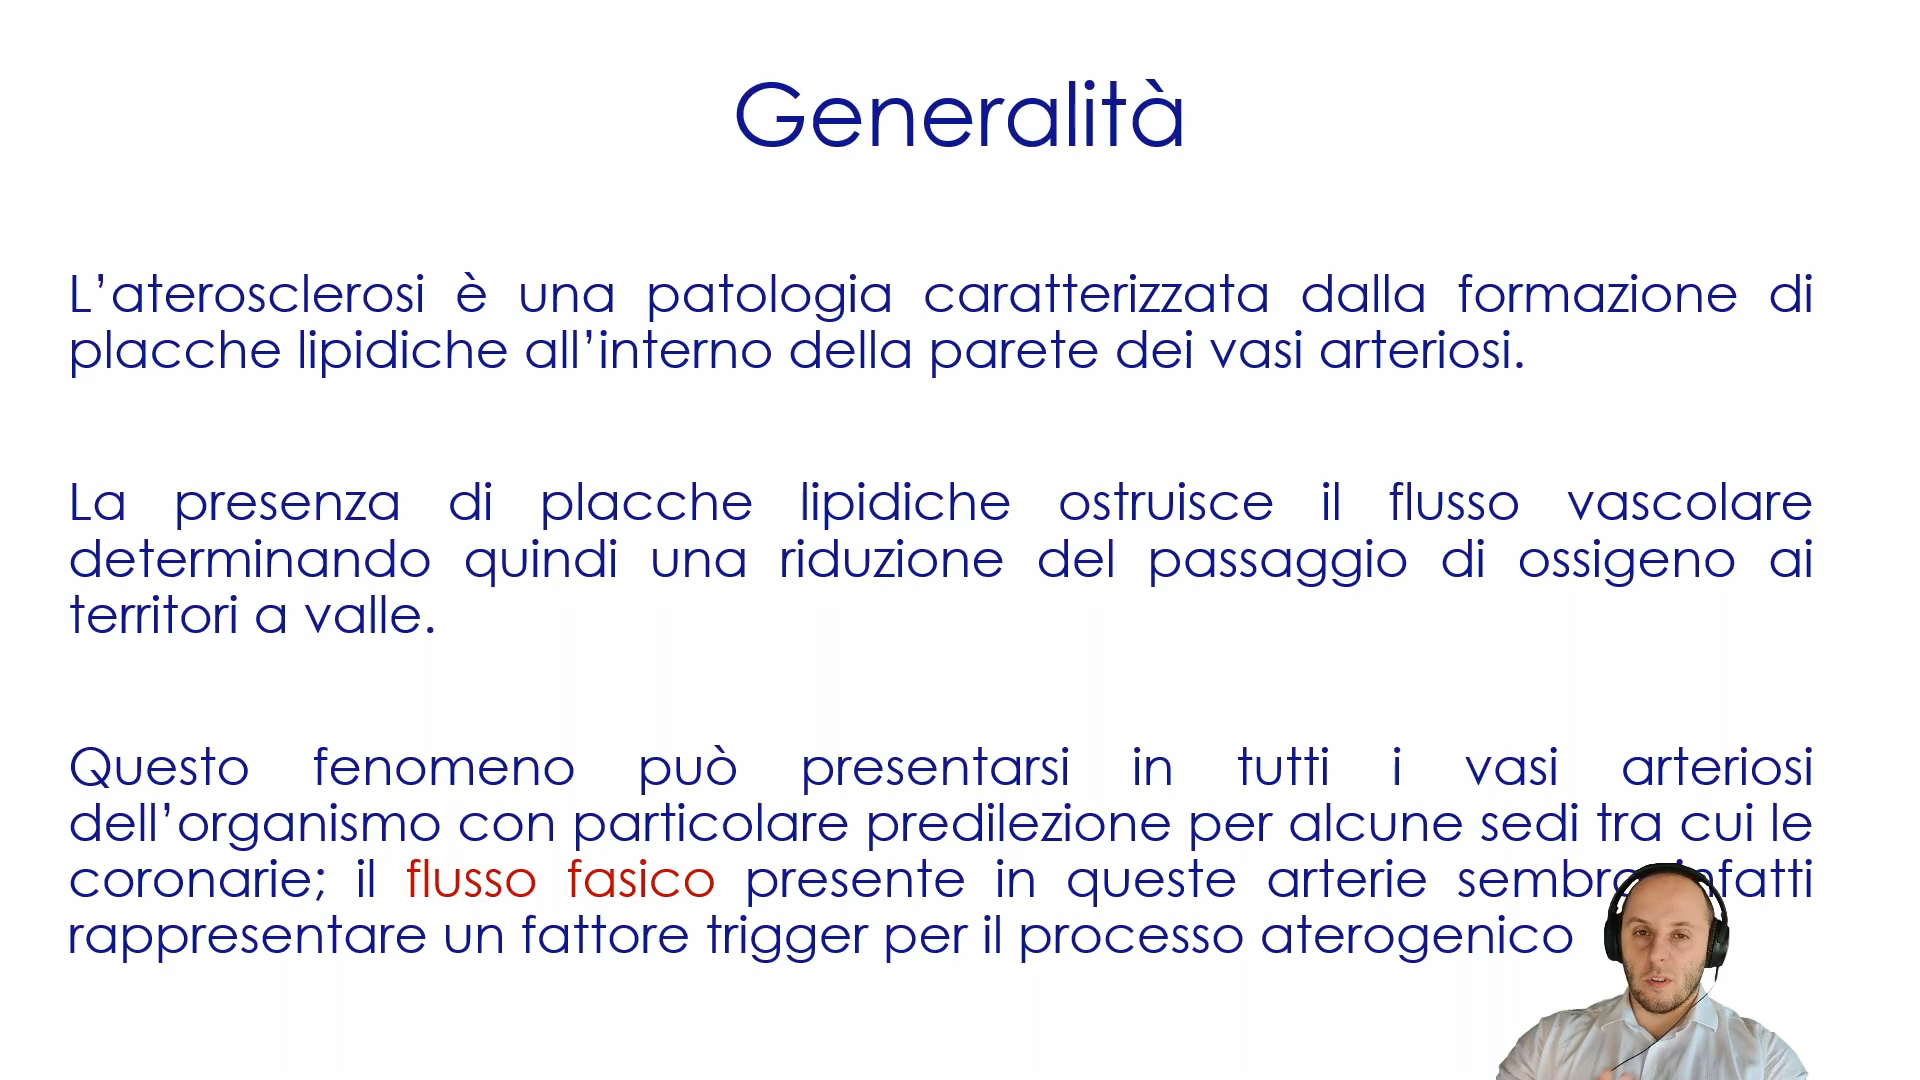 Generalità
L’aterosclerosi è una patologia caratterizzata dalla formazione di
placche lipidiche all’interno della parete dei vasi arteriosi.
La presenza di placche lipidiche ostruisce il flusso vascolare
determinando quindi una riduzione del passaggio di ossigeno ai
territori a valle.
Questo fenomeno può presentarsi in tutti i vasi arteriosi
dell’organismo con particolare predilezione per alcune sedi tra cui le
coronarie; il flusso fasico presente in queste arterie sembra infatti
rappresentare un fattore trigger per il processo aterogenico